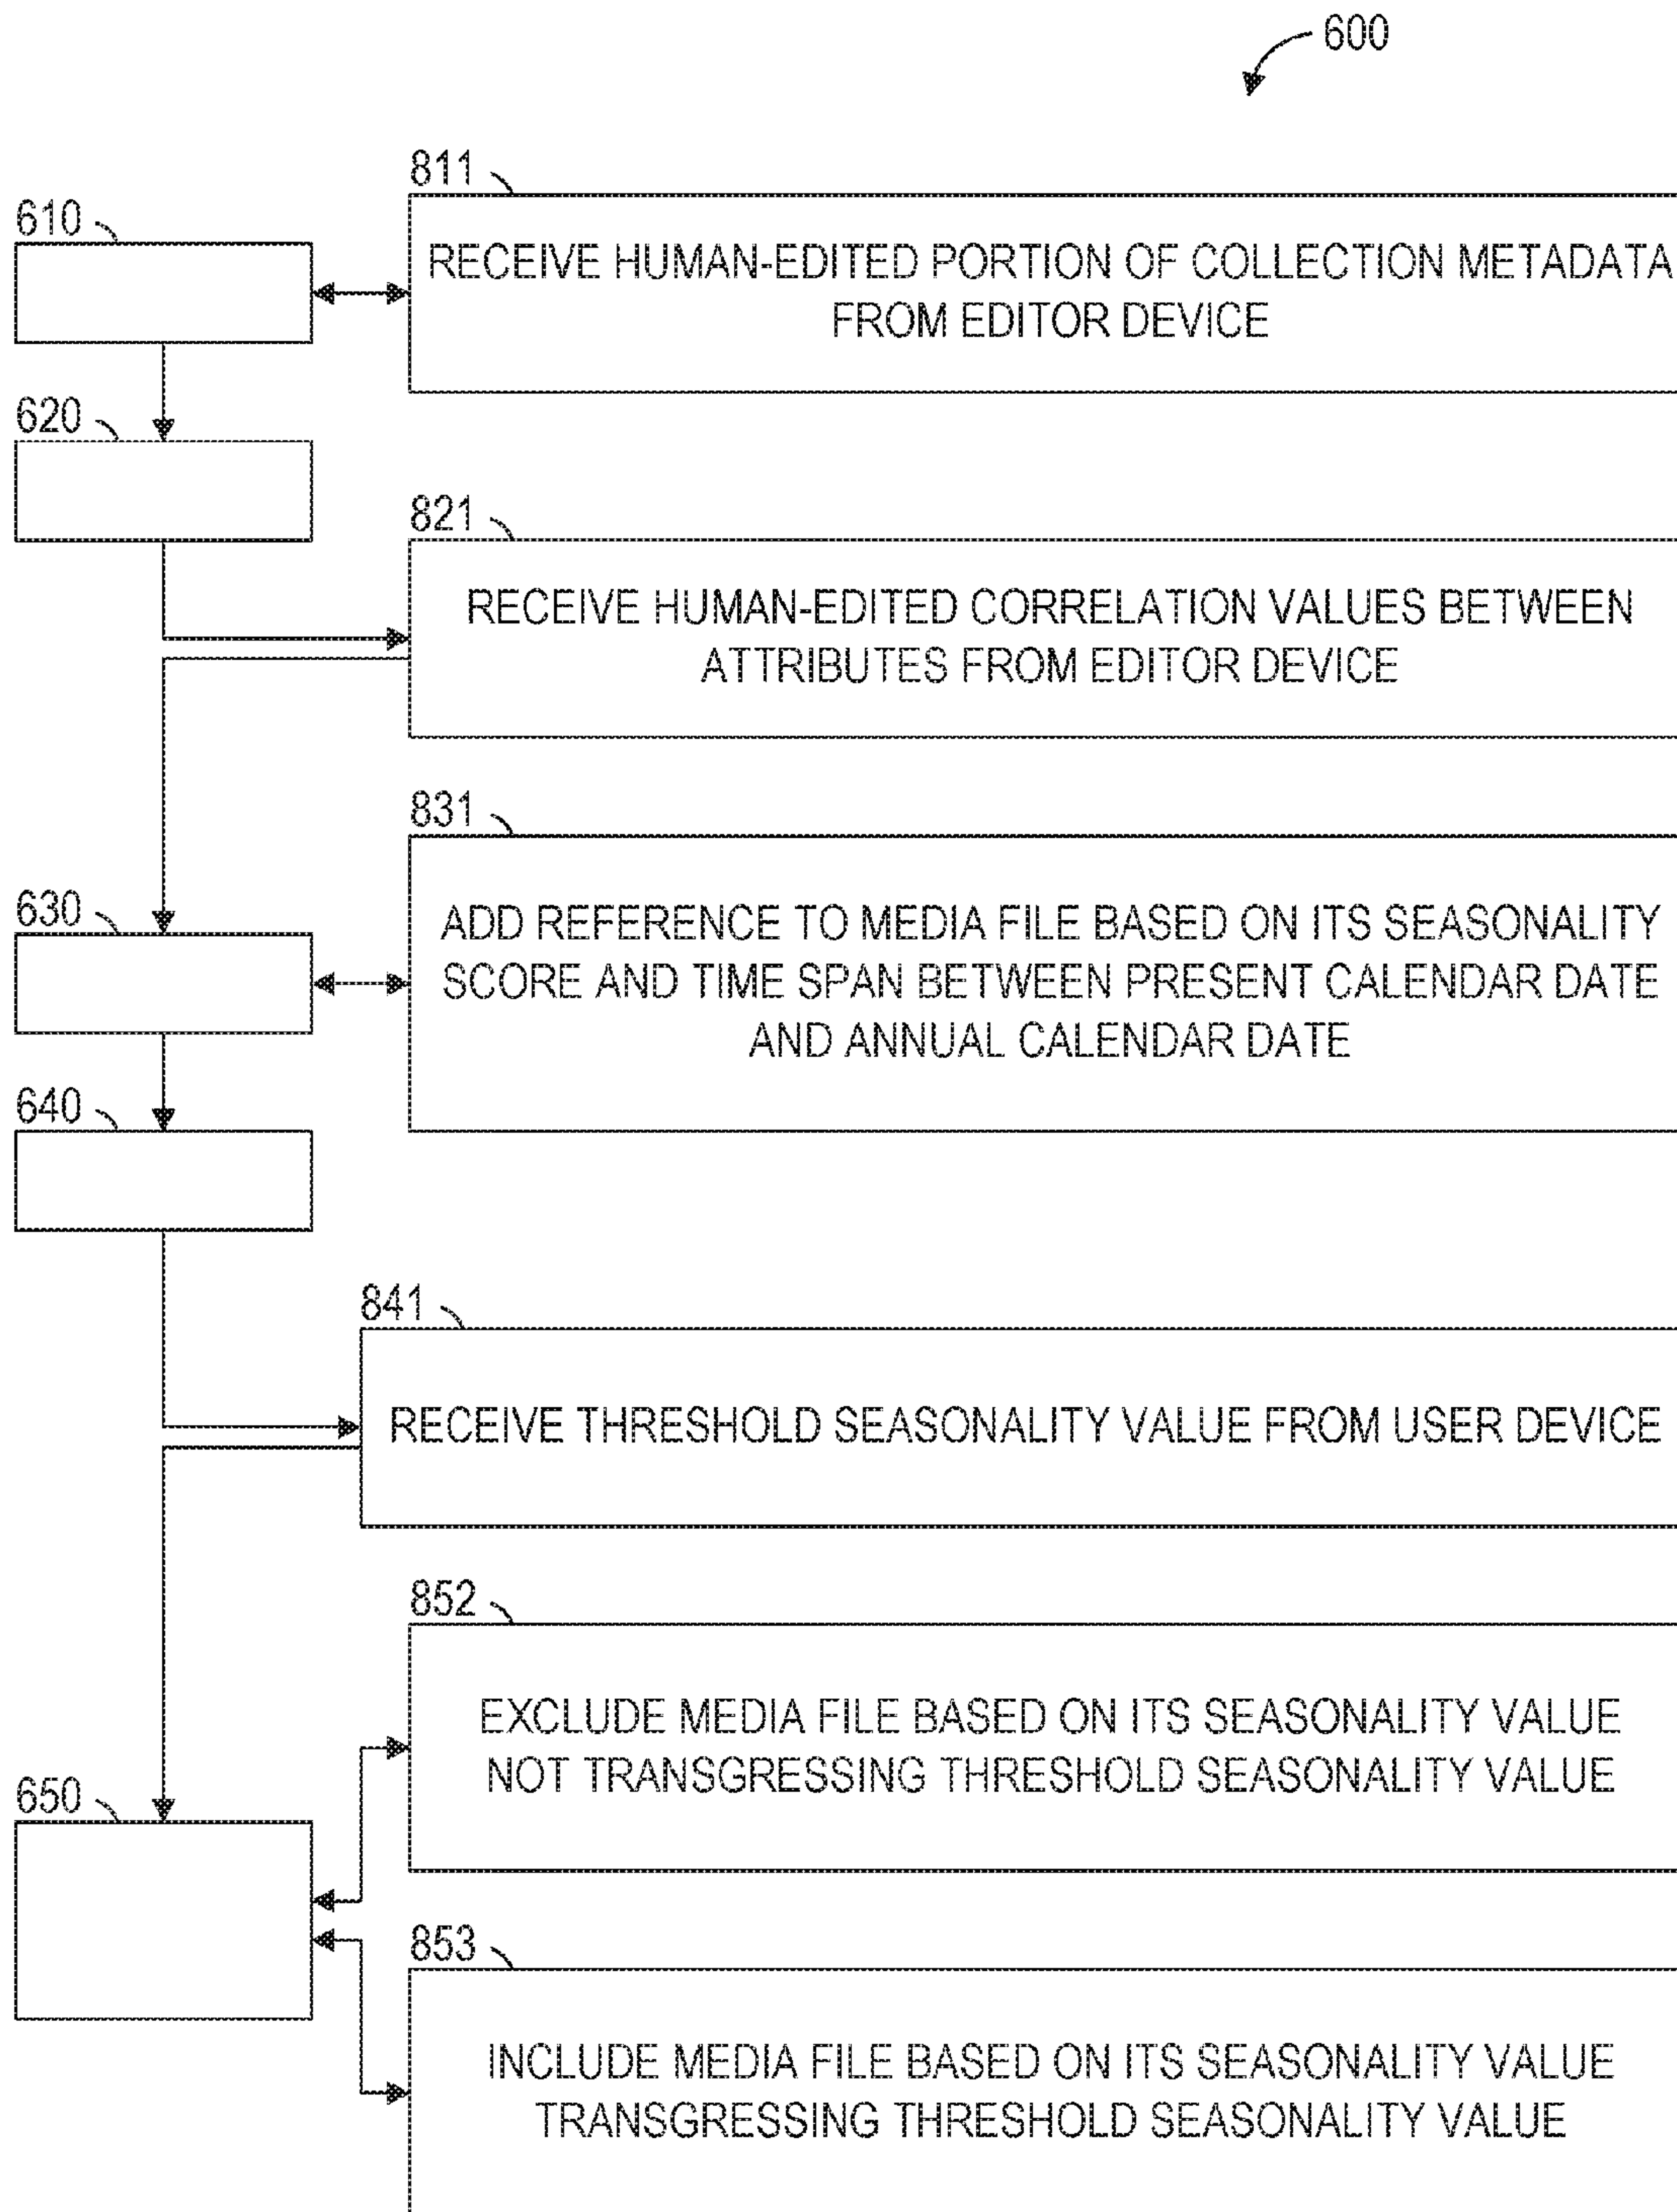 600
811
610
RECEIVE HUMAN-EDITED PORTION OF COLLECTION METADATA
FROM EDITOR DEVICE
620
821
RECEIVE HUMAN-EDITED CORRELATION VALUES BETWEEN
ATTRIBUTES FROM EDITOR DEVICE
831
630
ADD REFERENCE TO MEDIA FILE BASED ON ITS SEASONALITY
SCORE AND TIME SPAN BETWEEN PRESENT CALENDAR DATE
AND ANNUAL CALENDAR DATE
640
841
RECEIVE THRESHOLD SEASONALITY VALUE FROM USER DEVICE
852
EXCLUDE MEDIA FILE BASED ON ITS SEASONALITY VALUE
NOT TRANSGRESSING THRESHOLD SEASONALITY VALUE
650
853
INCLUDE MEDIA FILE BASED ON ITS SEASONALITY VALUE
TRANSGRESSING THRESHOLD SEASONALITY VALUE